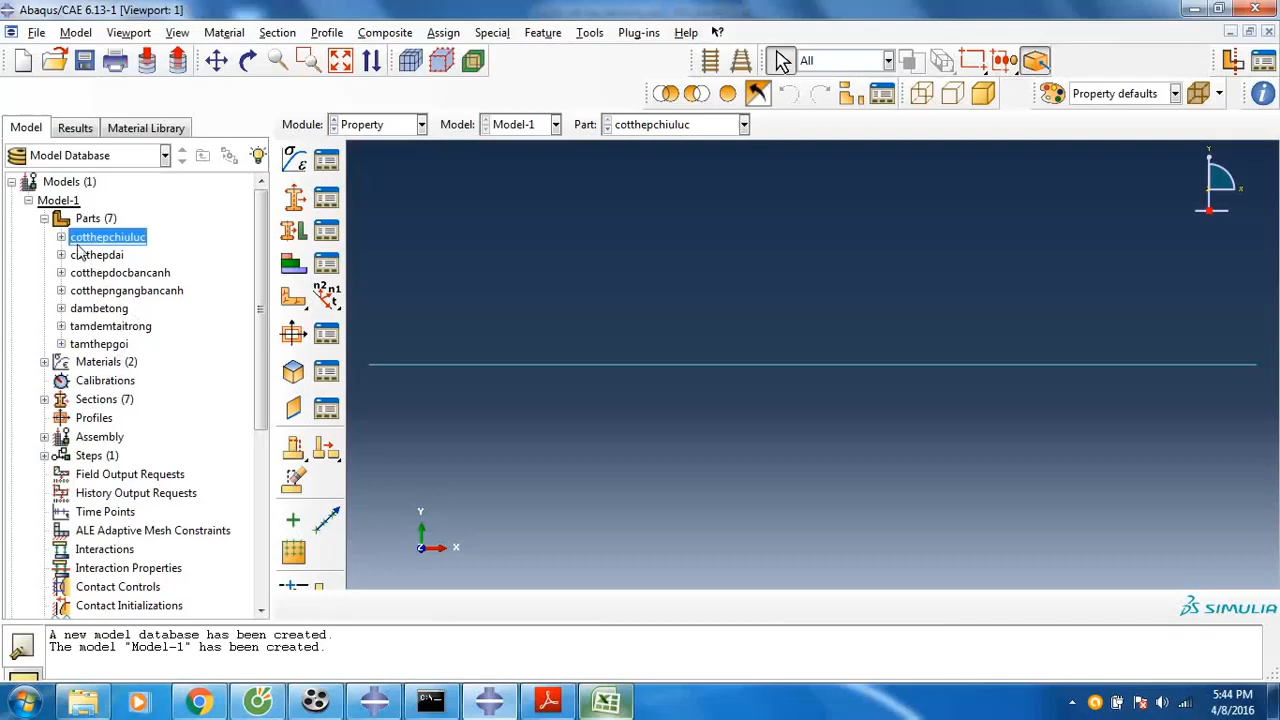 Abaqus/CAE 6.13-1 [Viewport: 1]
File Model Viewport View Material Section Profile Composite Assign Special Feature Tools Plug-ins Help
All
Property defaults
Model Results Material Library
Module: Property Model: Model-1 Part: cotthepchiuluc
Model Database
Models (1)
Model-1
Parts (7)
cotthepchiuluc
cotthepdai
cotthepdocbancanh
cotthepngangbancanh
dambetong
tamdemtaitrong
tamthepgoi
Materials (2)
Calibrations
Sections (7)
Profiles
Assembly
Steps (1)
Field Output Requests
History Output Requests
Time Points
ALE Adaptive Mesh Constraints
Interactions
Interaction Properties
Contact Controls
Contact Initializations
n2 n1
t
Y
X
Y
X
Z
SIMULIA
A new model database has been created.
The model "Model-1" has been created.
5:44 PM
4/8/2016